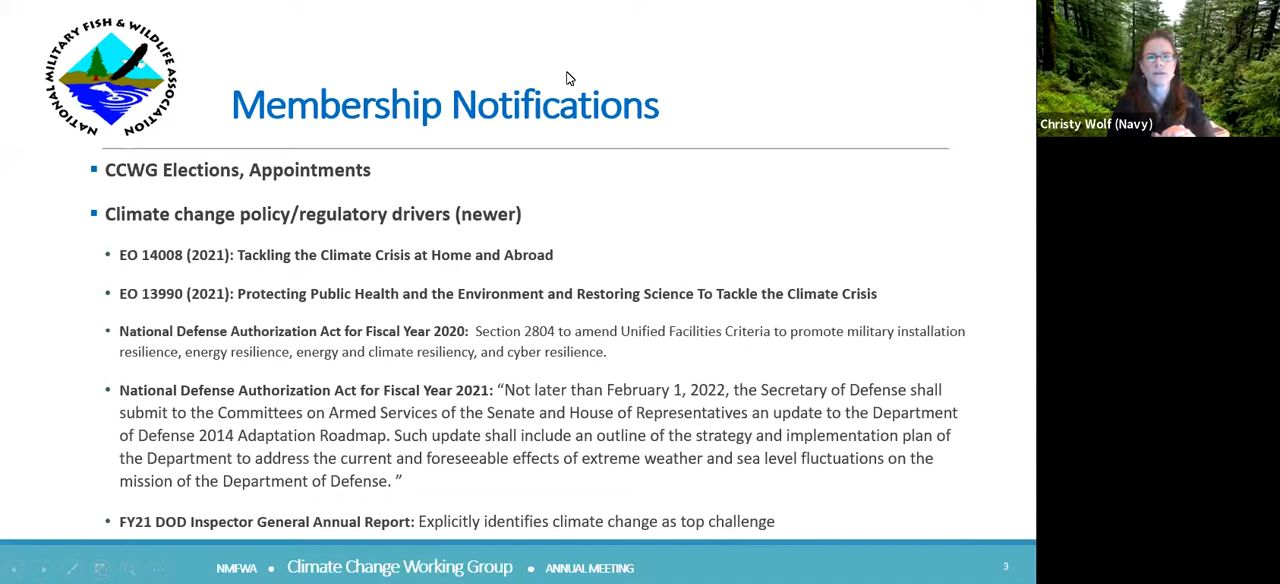 NATIONAL MILITARY FISH & WILDLIFE ASSOCIATION
Membership Notifications
Christy Wolf (Navy)
▪ CCWG Elections, Appointments
▪ Climate change policy/regulatory drivers (newer)
• EO 14008 (2021): Tackling the Climate Crisis at Home and Abroad
• EO 13990 (2021): Protecting Public Health and the Environment and Restoring Science To Tackle the Climate Crisis
• National Defense Authorization Act for Fiscal Year 2020: Section 2804 to amend Unified Facilities Criteria to promote military installation
resilience, energy resilience, energy and climate resiliency, and cyber resilience.
• National Defense Authorization Act for Fiscal Year 2021: “Not later than February 1, 2022, the Secretary of Defense shall
submit to the Committees on Armed Services of the Senate and House of Representatives an update to the Department
of Defense 2014 Adaptation Roadmap. Such update shall include an outline of the strategy and implementation plan of
the Department to address the current and foreseeable effects of extreme weather and sea level fluctuations on the
mission of the Department of Defense. ”
• FY21 DOD Inspector General Annual Report: Explicitly identifies climate change as top challenge
NMFWA • Climate Change Working Group • ANNUAL MEETING 3